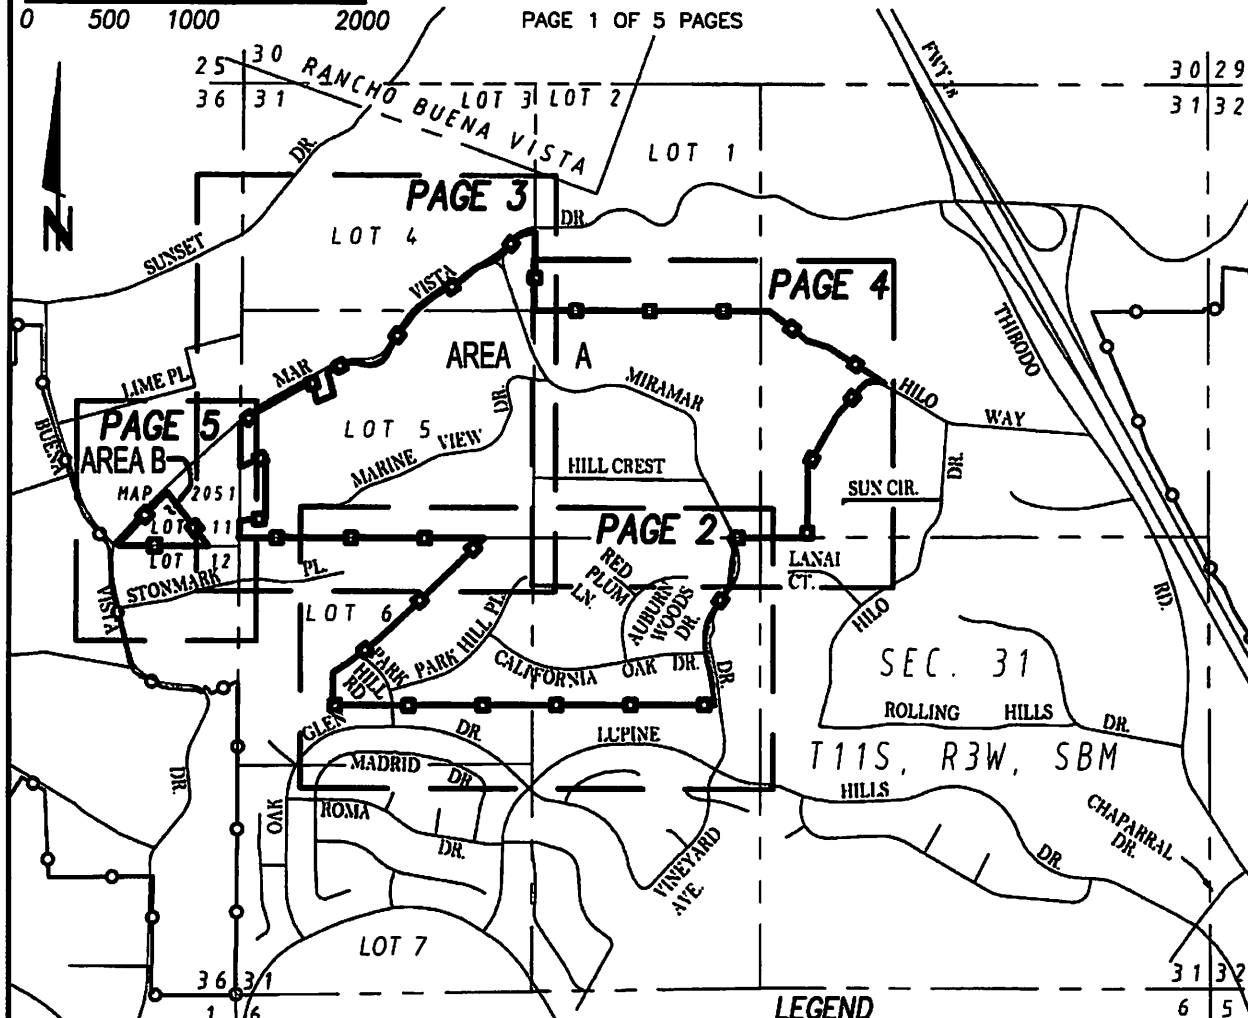 0 500 1000 2000
PAGE 1 OF 5 PAGES
25 30
36 31
RANCHO BUENA VISTA
LOT 3 LOT 2
LOT 1
FWY 78
30 29
31 32
SUNSET DR.
N
PAGE 3
LOT 4
MAR VISTA DR
PAGE 4
AREA A
LIME PL.
PAGE 5
AREA B
MAP 2051
LOT 11
LOT 12
BUENA VISTA DR.
STONMARK PL.
LOT 5
MARINE VIEW DR.
MIRAMAR DR.
HILL CREST
THIBODO RD.
HILO WAY
SUN CIR.
HILO DR.
LANAI CT.
PAGE 2
LOT 6
RED PLUM LN.
AUBURN WOODS DR.
PARK HILL PL.
PARK HILL RD
CALIFORNIA OAK DR.
SEC. 31
T11S, R3W, SBM
ROLLING HILLS DR.
GLEN OAK DR.
LUPINE HILLS DR.
MADRID DR
ROMA DR.
VINEYARD AVE.
CHAPARRAL DR.
LOT 7
36 31
1 6
31 32
6 5
LEGEND